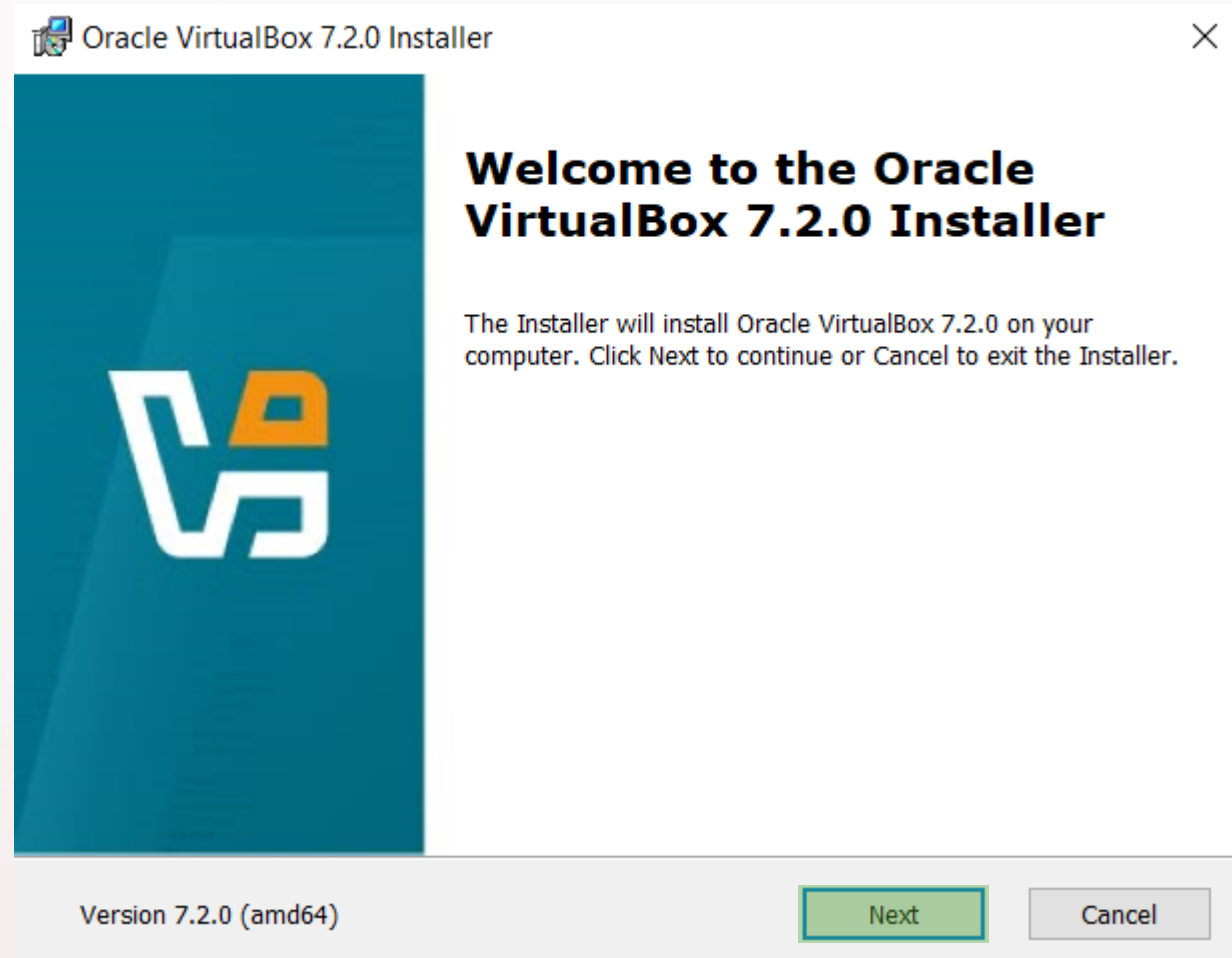 Oracle VirtualBox 7.2.0 Installer
Welcome to the Oracle
VirtualBox 7.2.0 Installer
The Installer will install Oracle VirtualBox 7.2.0 on your
computer. Click Next to continue or Cancel to exit the Installer.
Version 7.2.0 (amd64)
Next
Cancel